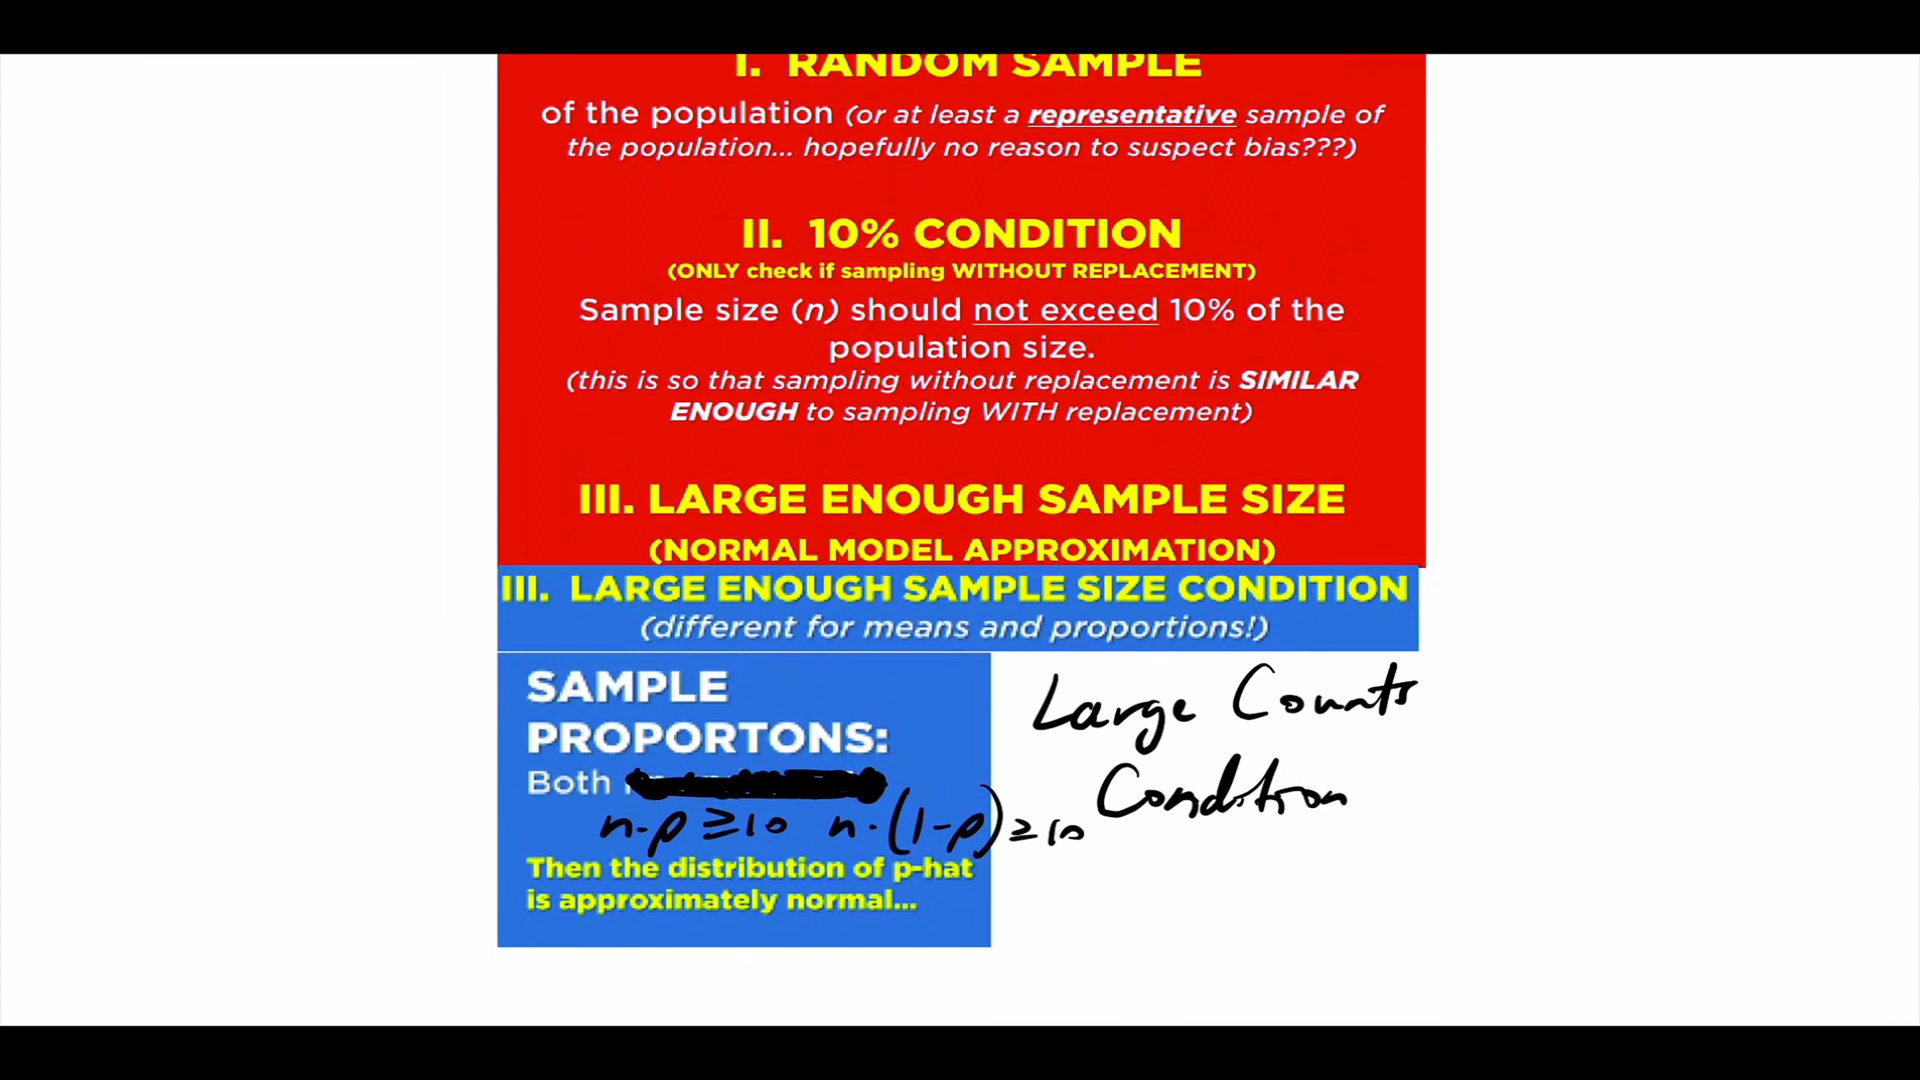 I. RANDOM SAMPLE
of the population (or at least a representative sample of
the population... hopefully no reason to suspect bias???)
II. 10% CONDITION
(ONLY check if sampling WITHOUT REPLACEMENT)
Sample size (n) should not exceed 10% of the
population size.
(this is so that sampling without replacement is SIMILAR
ENOUGH to sampling WITH replacement)
III. LARGE ENOUGH SAMPLE SIZE
(NORMAL MODEL APPROXIMATION)
III. LARGE ENOUGH SAMPLE SIZE CONDITION
(different for means and proportions!)
SAMPLE
PROPORTONS:
Both
n·p ≥10 n·(1-p)≥10
Then the distribution of p-hat
is approximately normal...
Large Counts
Condition